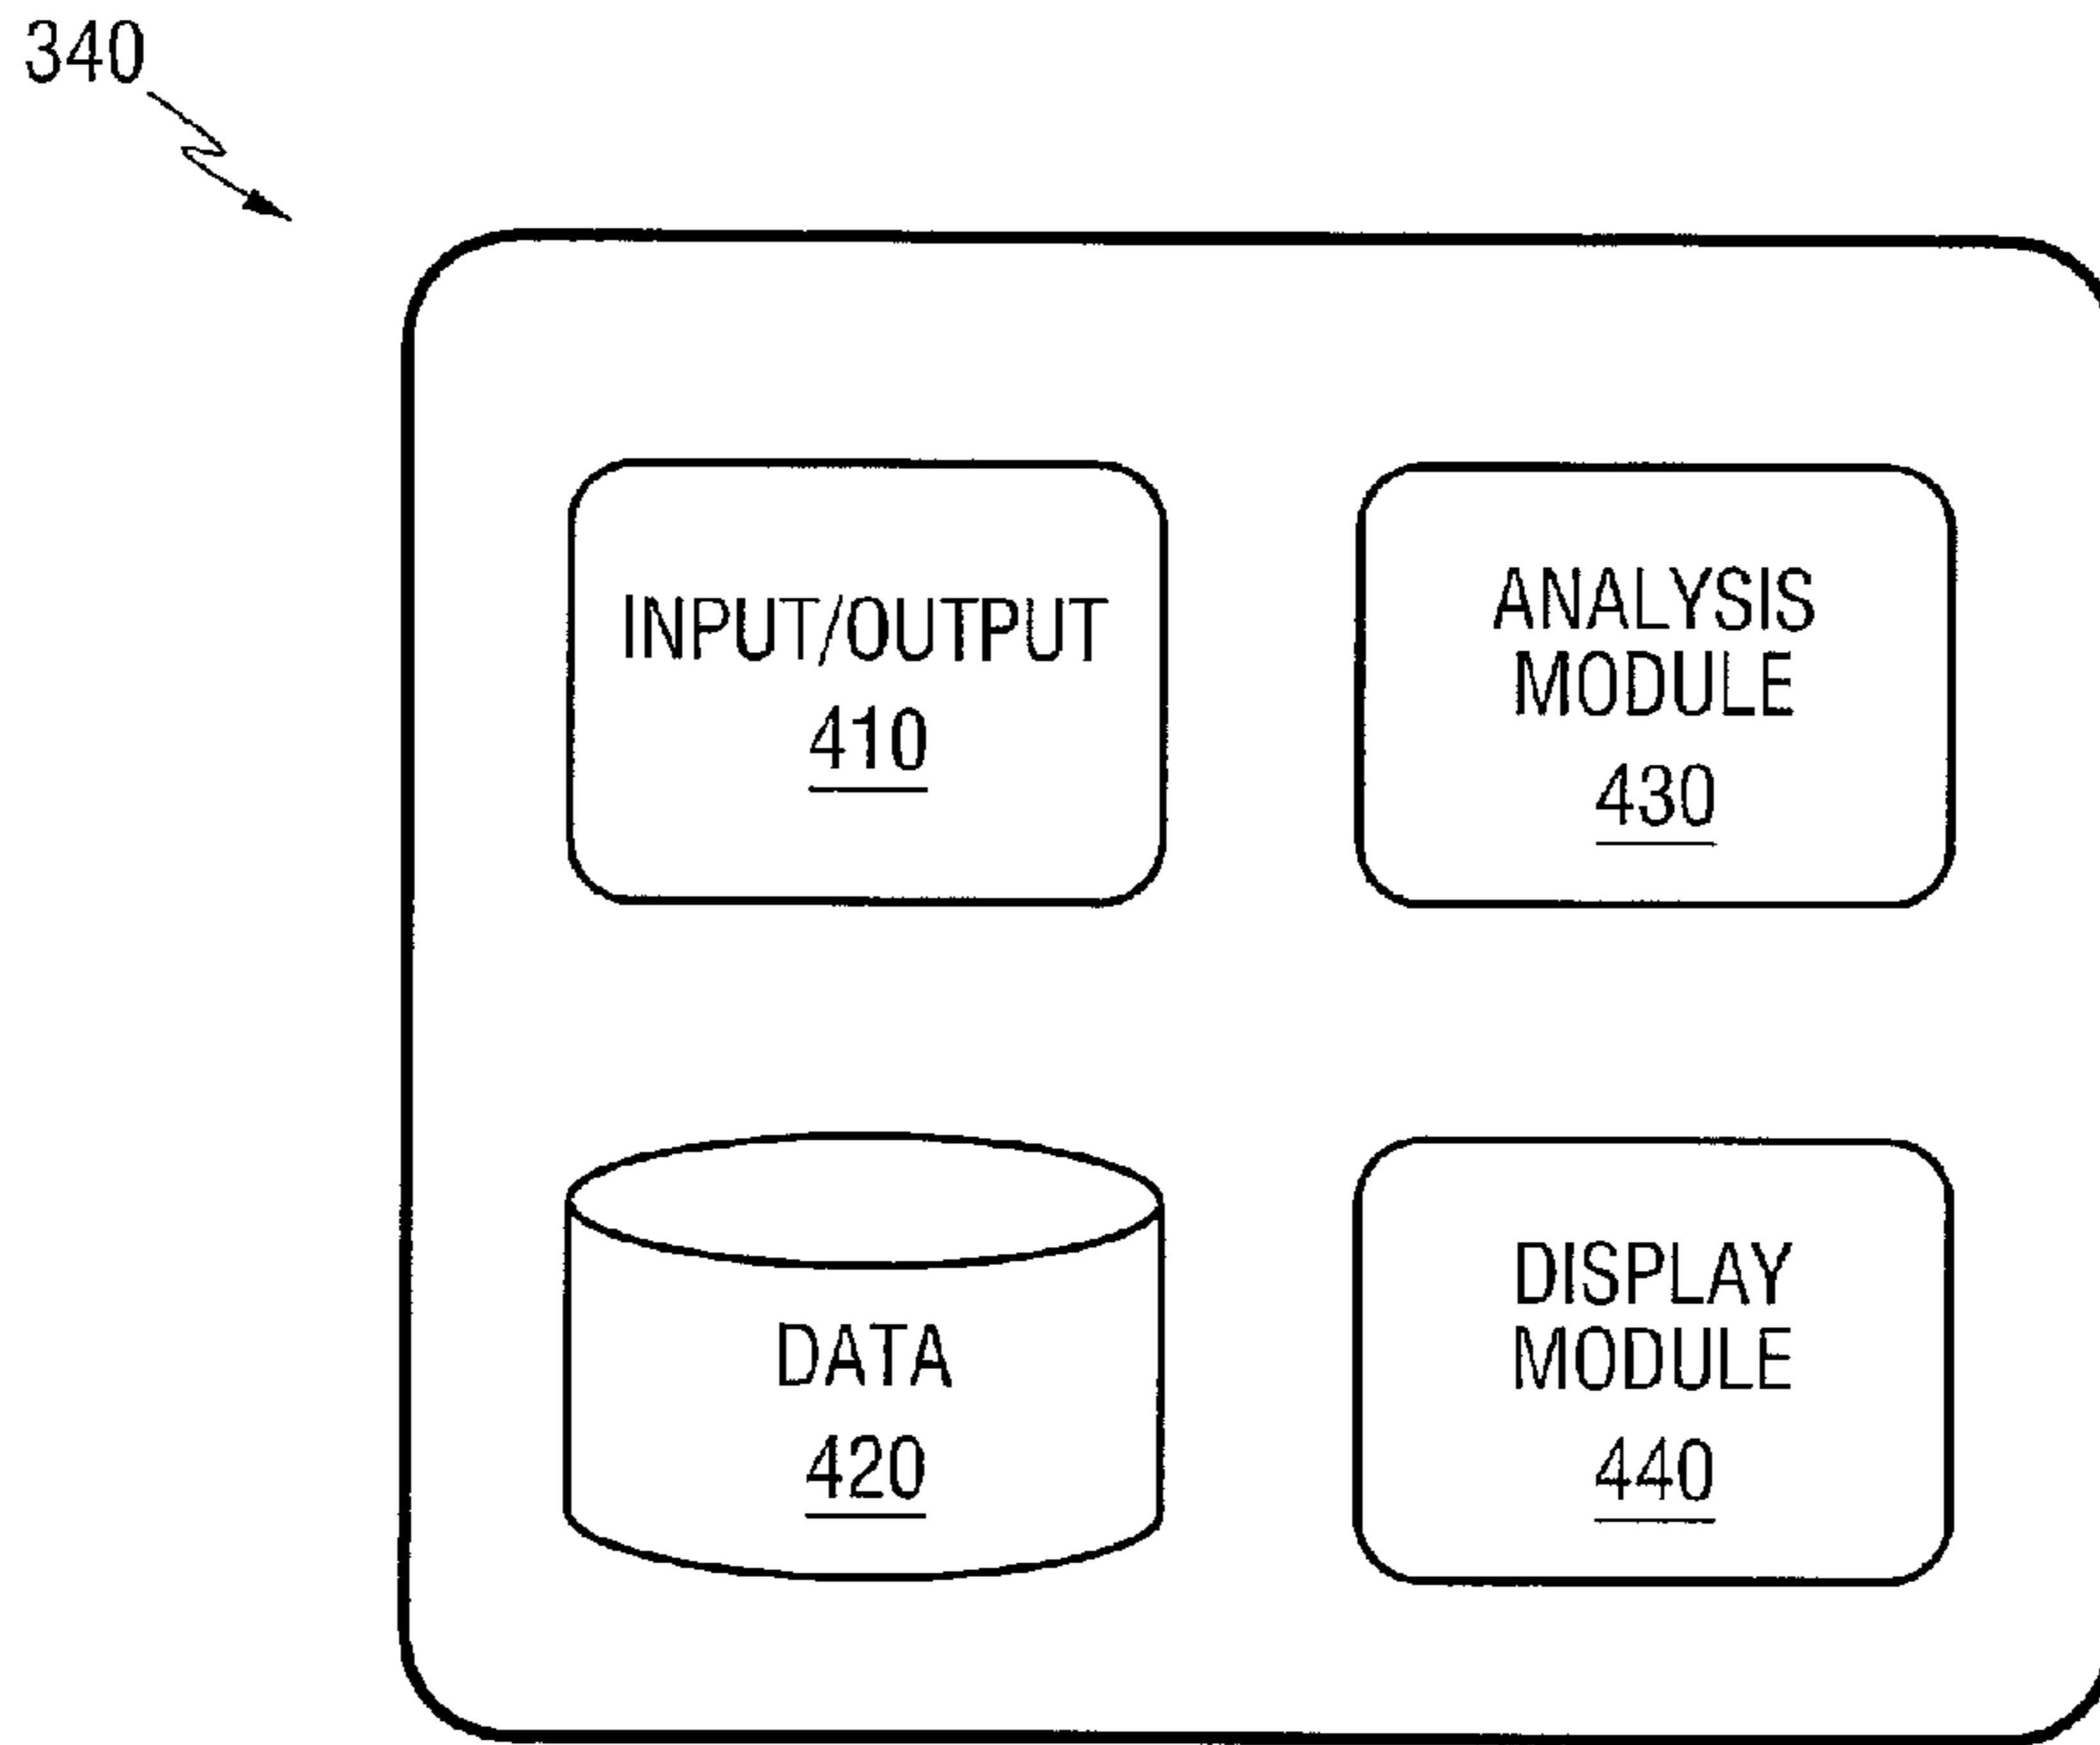 340
INPUT/OUTPUT
410
ANALYSIS
MODULE
430
DATA
420
DISPLAY
MODULE
440